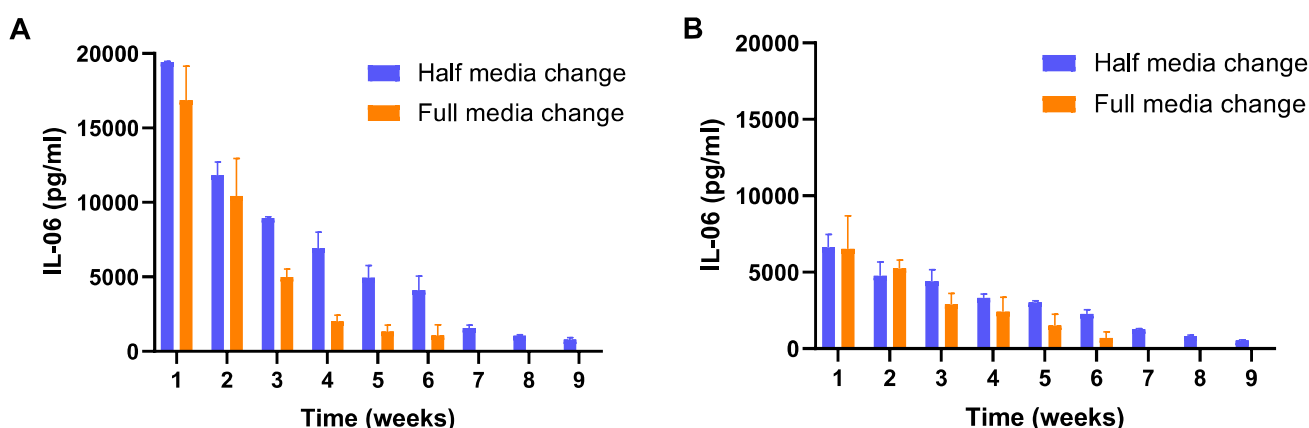 A
IL-06 (pg/ml)
20000
15000
10000
5000
0
Half media change
Full media change
1 2 3 4 5 6 7 8 9
Time (weeks)
B
IL-06 (pg/ml)
20000
15000
10000
5000
0
Half media change
Full media change
1 2 3 4 5 6 7 8 9
Time (weeks)